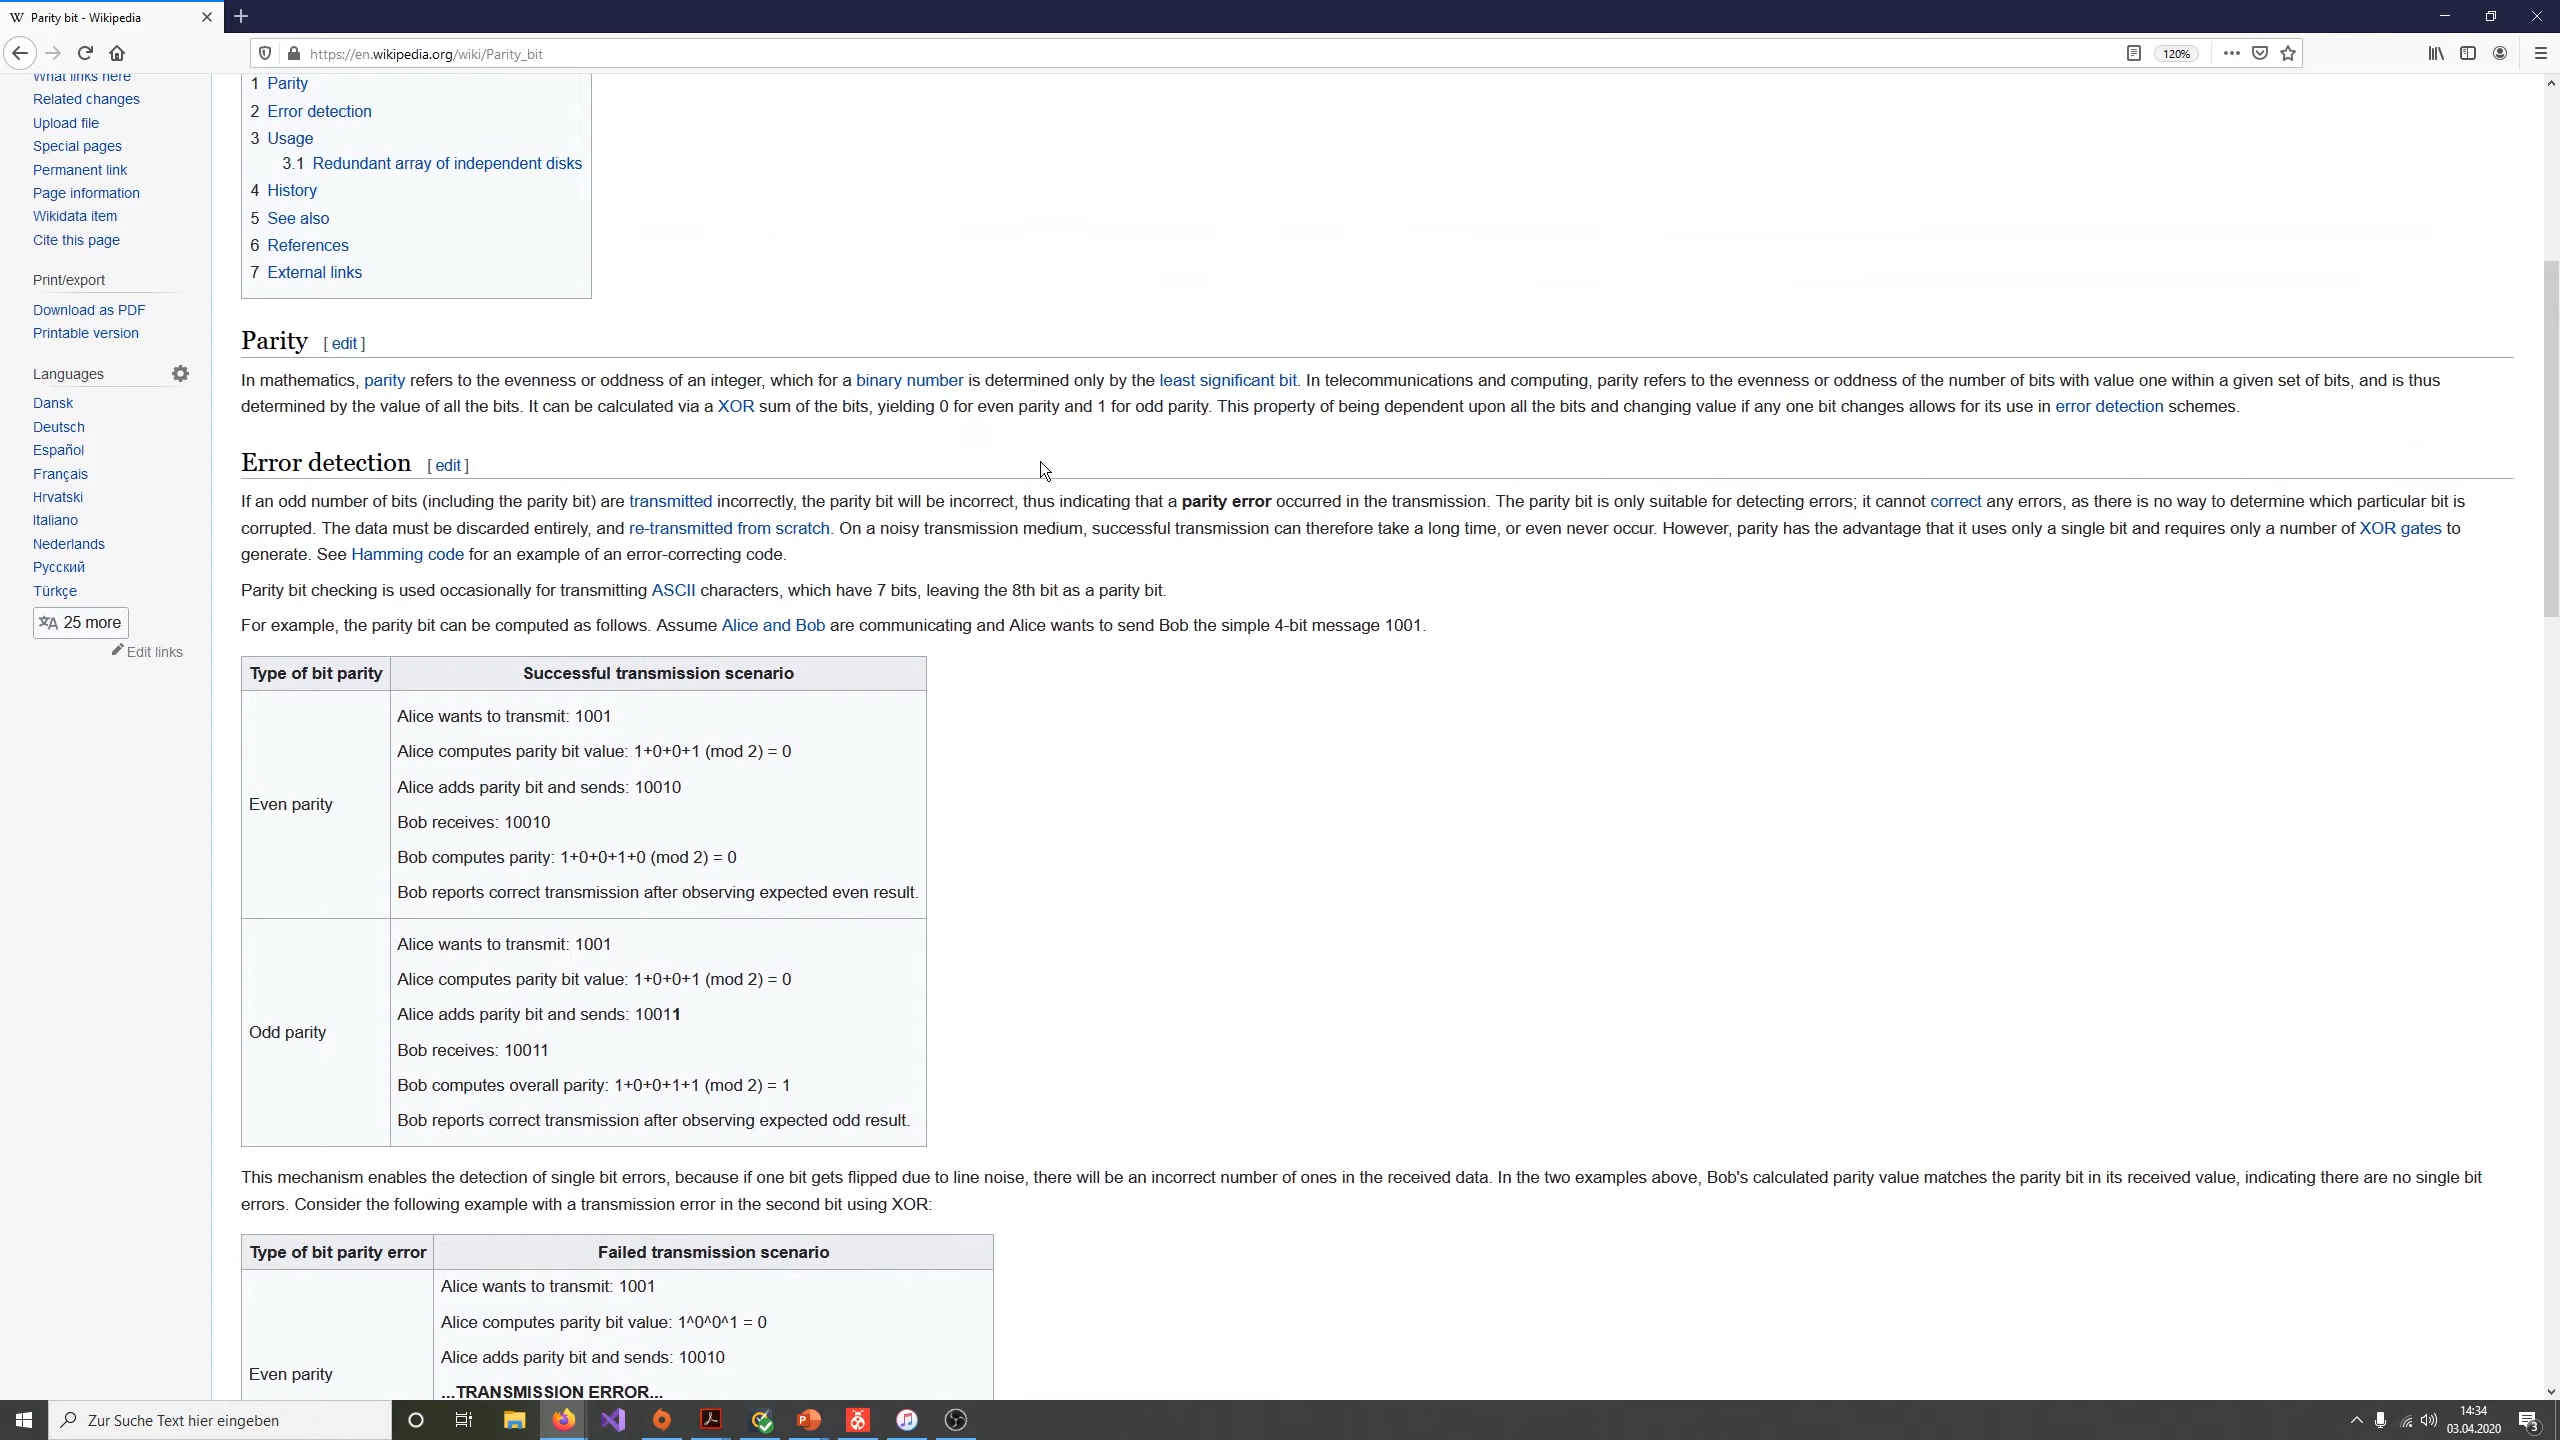 Parity bit - Wikipedia
https://en.wikipedia.org/wiki/Parity_bit
120%
What links here
Related changes
Upload file
Special pages
Permanent link
Page information
Wikidata item
Cite this page
Print/export
Download as PDF
Printable version
Languages
Dansk
Deutsch
Español
Français
Hrvatski
Italiano
Nederlands
Русский
Türkçe
25 more
Edit links
1 Parity
2 Error detection
3 Usage
3.1 Redundant array of independent disks
4 History
5 See also
6 References
7 External links
Parity [ edit ]
In mathematics, parity refers to the evenness or oddness of an integer, which for a binary number is determined only by the least significant bit. In telecommunications and computing, parity refers to the evenness or oddness of the number of bits with value one within a given set of bits, and is thus
determined by the value of all the bits. It can be calculated via a XOR sum of the bits, yielding 0 for even parity and 1 for odd parity. This property of being dependent upon all the bits and changing value if any one bit changes allows for its use in error detection schemes.
Error detection [ edit ]
If an odd number of bits (including the parity bit) are transmitted incorrectly, the parity bit will be incorrect, thus indicating that a parity error occurred in the transmission. The parity bit is only suitable for detecting errors; it cannot correct any errors, as there is no way to determine which particular bit is
corrupted. The data must be discarded entirely, and re-transmitted from scratch. On a noisy transmission medium, successful transmission can therefore take a long time, or even never occur. However, parity has the advantage that it uses only a single bit and requires only a number of XOR gates to
generate. See Hamming code for an example of an error-correcting code.
Parity bit checking is used occasionally for transmitting ASCII characters, which have 7 bits, leaving the 8th bit as a parity bit.
For example, the parity bit can be computed as follows. Assume Alice and Bob are communicating and Alice wants to send Bob the simple 4-bit message 1001.
Type of bit parity Successful transmission scenario
Even parity
Alice wants to transmit: 1001
Alice computes parity bit value: 1+0+0+1 (mod 2) = 0
Alice adds parity bit and sends: 10010
Bob receives: 10010
Bob computes parity: 1+0+0+1+0 (mod 2) = 0
Bob reports correct transmission after observing expected even result.
Odd parity
Alice wants to transmit: 1001
Alice computes parity bit value: 1+0+0+1 (mod 2) = 0
Alice adds parity bit and sends: 10011
Bob receives: 10011
Bob computes overall parity: 1+0+0+1+1 (mod 2) = 1
Bob reports correct transmission after observing expected odd result.
This mechanism enables the detection of single bit errors, because if one bit gets flipped due to line noise, there will be an incorrect number of ones in the received data. In the two examples above, Bob's calculated parity value matches the parity bit in its received value, indicating there are no single bit
errors. Consider the following example with a transmission error in the second bit using XOR:
Type of bit parity error Failed transmission scenario
Even parity
Alice wants to transmit: 1001
Alice computes parity bit value: 1^0^0^1 = 0
Alice adds parity bit and sends: 10010
...TRANSMISSION ERROR...
Zur Suche Text hier eingeben
14:34
03.04.2020
3